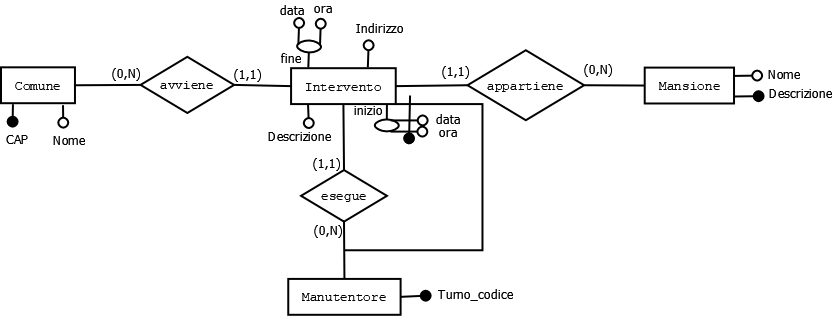 data ora
Indirizzo
fine
(0,N) (1,1) (1,1) (0,N)
Comune avviene Intervento appartiene Mansione Nome
Descrizione
inizio data
ora
CAP Nome Descrizione
(1,1)
esegue
(0,N)
Manutentore Turno_codice